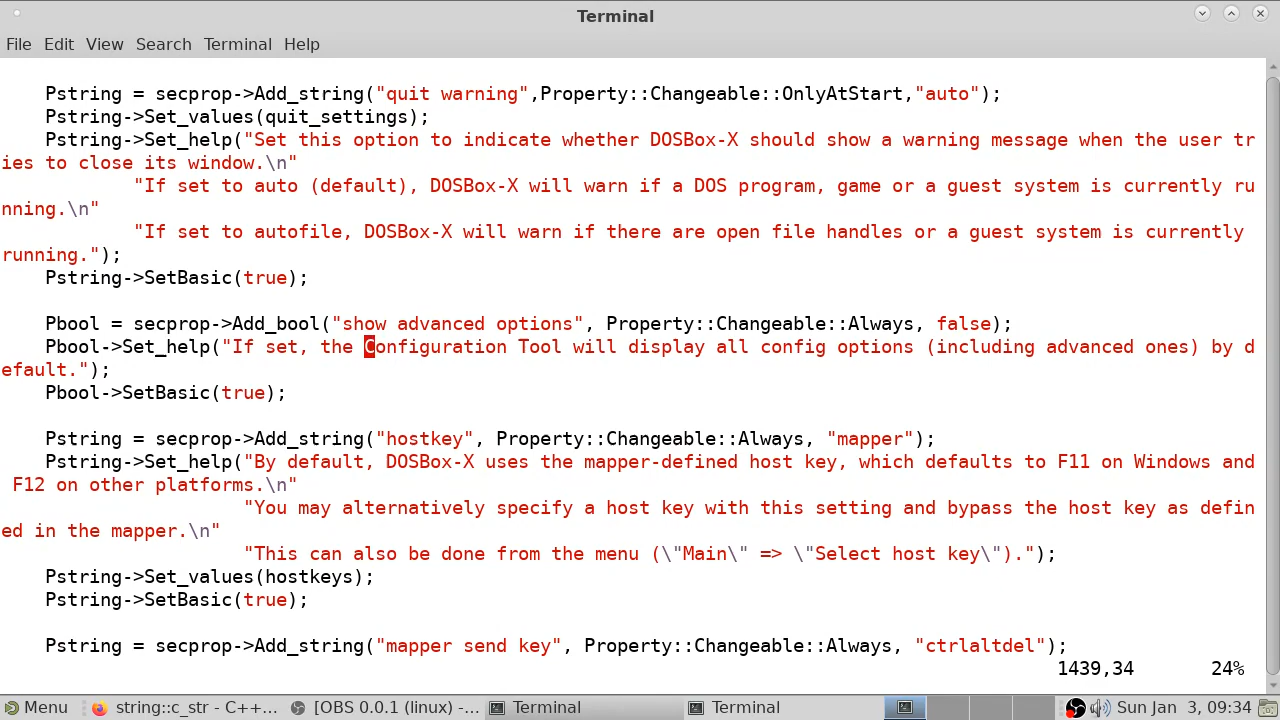 Terminal
File Edit View Search Terminal Help
Pstring = secprop->Add_string("quit warning",Property::Changeable::OnlyAtStart,"auto");
Pstring->Set_values(quit_settings);
Pstring->Set_help("Set this option to indicate whether DOSBox-X should show a warning message when the user tr
ies to close its window.\n"
"If set to auto (default), DOSBox-X will warn if a DOS program, game or a guest system is currently ru
nning.\n"
"If set to autofile, DOSBox-X will warn if there are open file handles or a guest system is currently
running.");
Pstring->SetBasic(true);
Pbool = secprop->Add_bool("show advanced options", Property::Changeable::Always, false);
Pbool->Set_help("If set, the Configuration Tool will display all config options (including advanced ones) by d
efault.");
Pbool->SetBasic(true);
Pstring = secprop->Add_string("hostkey", Property::Changeable::Always, "mapper");
Pstring->Set_help("By default, DOSBox-X uses the mapper-defined host key, which defaults to F11 on Windows and
F12 on other platforms.\n"
"You may alternatively specify a host key with this setting and bypass the host key as defin
ed in the mapper.\n"
"This can also be done from the menu (\"Main\" => \"Select host key\").");
Pstring->Set_values(hostkeys);
Pstring->SetBasic(true);
Pstring = secprop->Add_string("mapper send key", Property::Changeable::Always, "ctrlaltdel");
1439,34 24%
Menu string::c_str - C++... [OBS 0.0.1 (linux) -... Terminal Terminal Sun Jan 3, 09:34